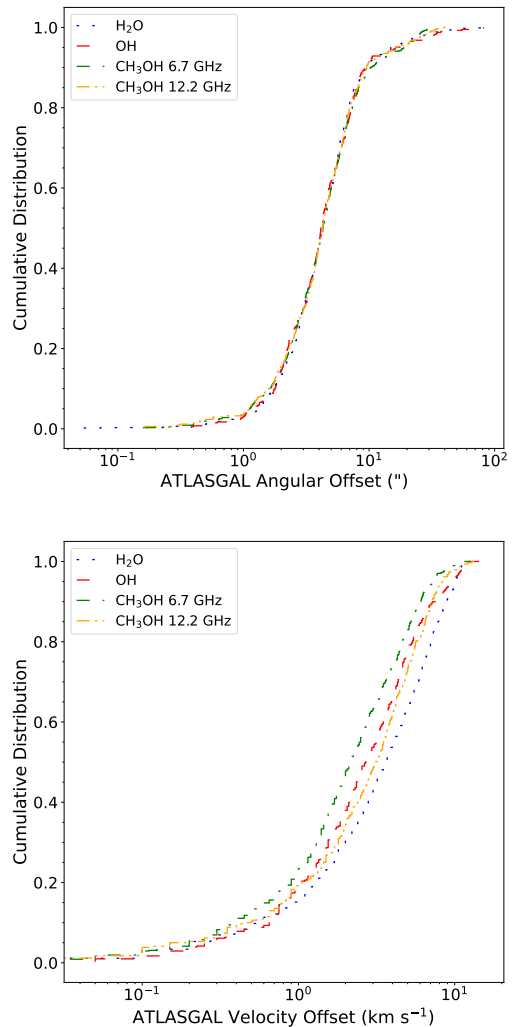 1.0
0.8
0.6
0.4
0.2
0.0
Cumulative Distribution
H₂O
OH
CH₃OH 6.7 GHz
CH₃OH 12.2 GHz
10⁻¹ 10⁰ 10¹ 10²
ATLASGAL Angular Offset (")
1.0
0.8
0.6
0.4
0.2
0.0
Cumulative Distribution
H₂O
OH
CH₃OH 6.7 GHz
CH₃OH 12.2 GHz
10⁻¹ 10⁰ 10¹
ATLASGAL Velocity Offset (km s⁻¹)